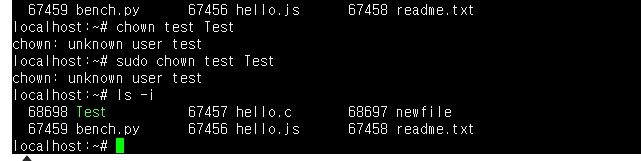 67459 bench.py 67456 hello.js 67458 readme.txt
localhost:~# chown test Test
chown: unknown user test
localhost:~# sudo chown test Test
chown: unknown user test
localhost:~# ls -i
68698 Test 67457 hello.c 68697 newfile
67459 bench.py 67456 hello.js 67458 readme.txt
localhost:~#